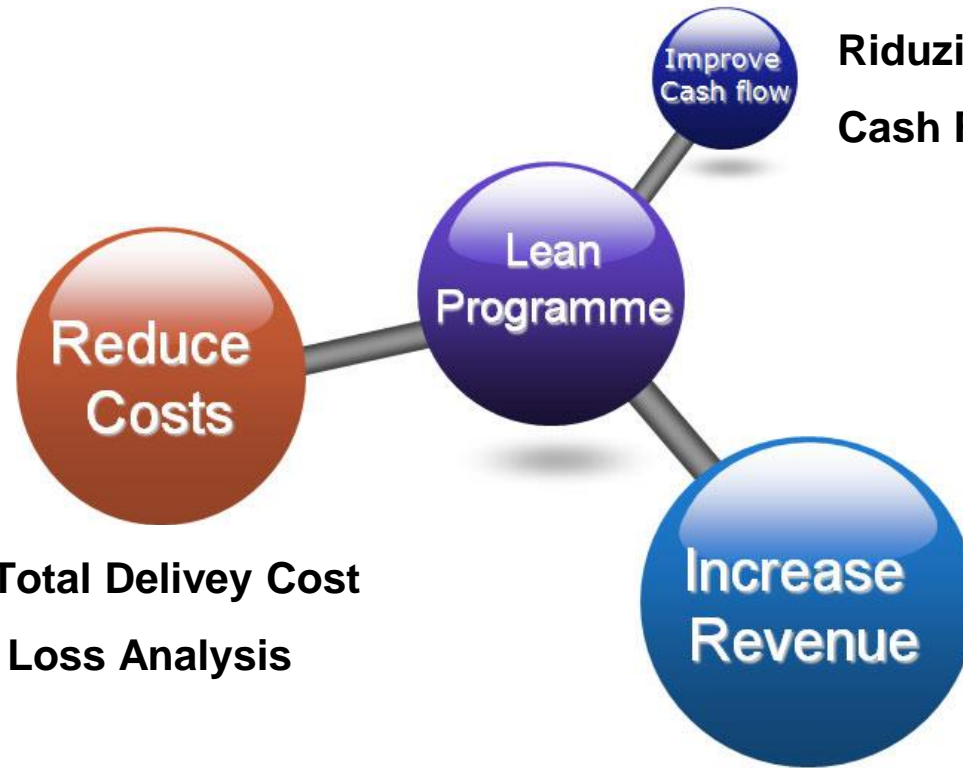 Improve
Cash flow
Riduzi
Cash
Lean
Programme
Reduce
Costs
Total Delivey Cost
Loss Analysis
Increase
Revenue